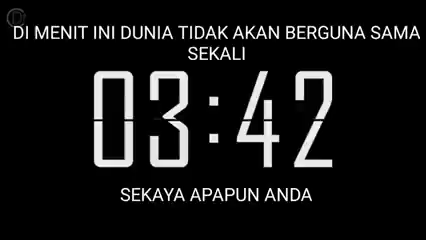 DI MENIT INI DUNIA TIDAK AKAN BERGUNA SAMA
SEKALI
03:42
SEKAYA APAPUN ANDA